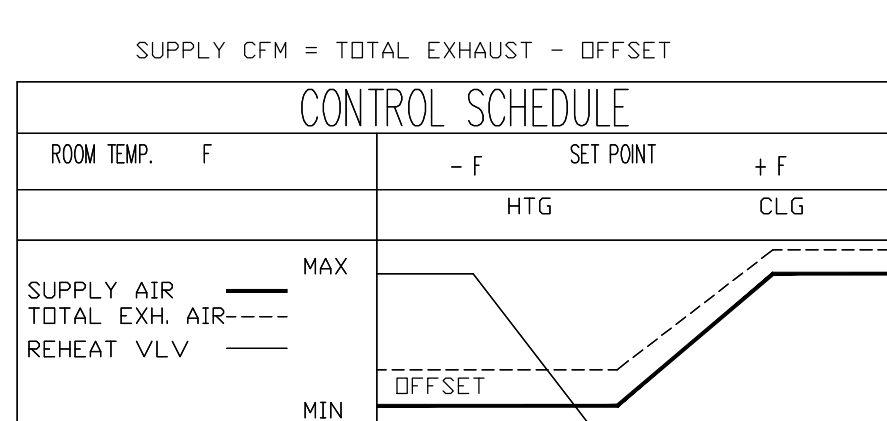 SUPPLY CFM = TOTAL EXHAUST - OFFSET
CONTROL SCHEDULE
ROOM TEMP. F
- F SET POINT + F
HTG CLG
MAX
SUPPLY AIR
TOTAL EXH. AIR
REHEAT VLV
OFFSET
MIN